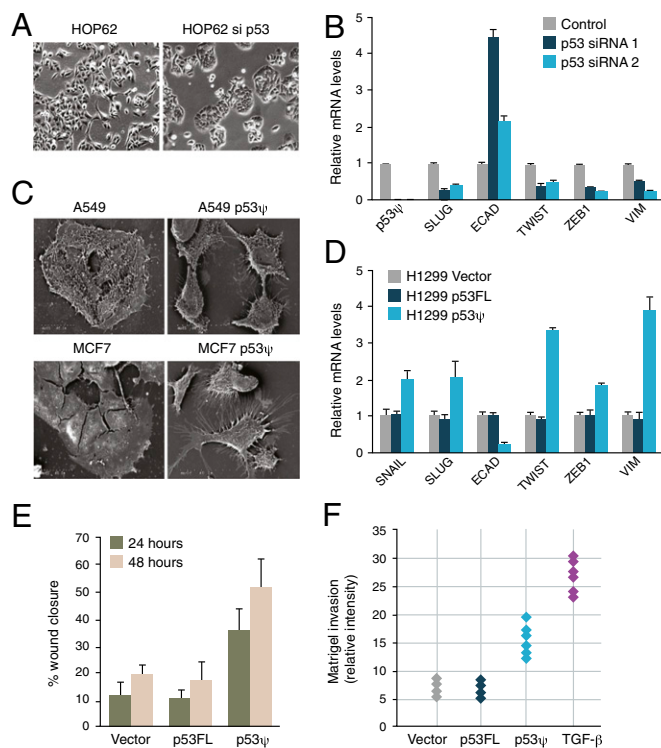 A
HOP62
HOP62 si p53
B
Relative mRNA levels
5
4
3
2
1
0
Control
p53 siRNA 1
p53 siRNA 2
p53ψ
SLUG
ECAD
TWIST
ZEB1
VIM
C
A549
A549 p53ψ
MCF7
MCF7 p53ψ
D
Relative mRNA levels
5
4
3
2
1
0
H1299 Vector
H1299 p53FL
H1299 p53ψ
SNAIL
SLUG
ECAD
TWIST
ZEB1
VIM
E
% wound closure
70
60
50
40
30
20
10
0
24 hours
48 hours
Vector
p53FL
p53ψ
F
Matrigel invasion
(relative intensity)
35
30
25
20
15
10
5
0
Vector
p53FL
p53ψ
TGF-β